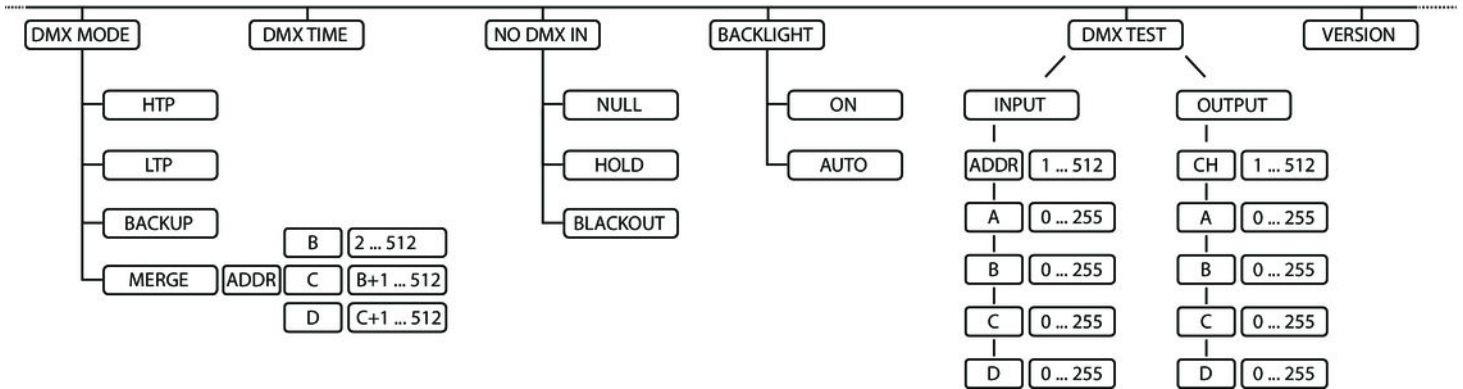 DMX MODE DMX TIME NO DMX IN BACKLIGHT DMX TEST VERSION
HTP NULL ON INPUT OUTPUT
LTP HOLD AUTO ADDR 1 ... 512 CH 1 ... 512
BACKUP BLACKOUT A 0 ... 255 A 0 ... 255
B 2 ... 512
MERGE ADDR C B+1 ... 512 B 0 ... 255 B 0 ... 255
D C+1 ... 512 C 0 ... 255 C 0 ... 255
D 0 ... 255 D 0 ... 255